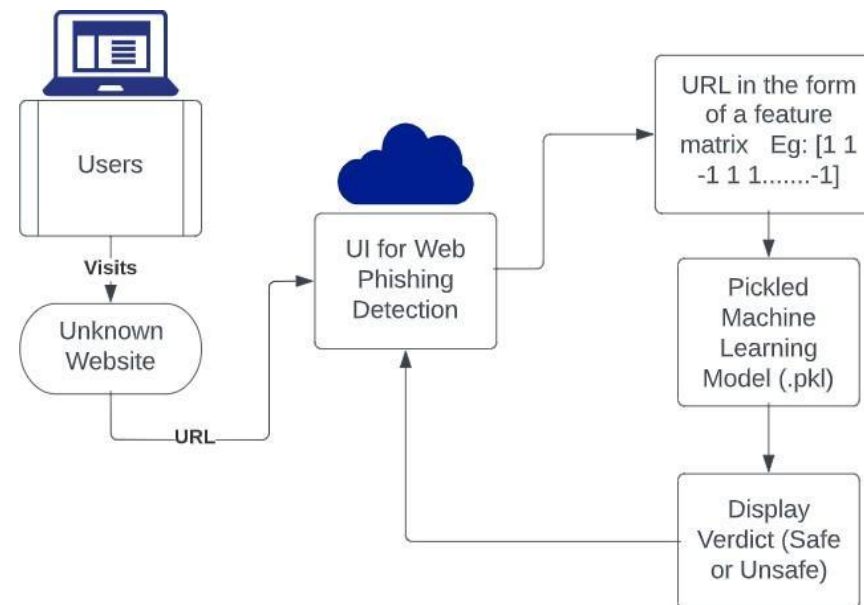 Users
Visits
Unknown
Website
URL
UI for Web
Phishing
Detection
URL in the form
of a feature
matrix   Eg: [1 1
-1 1 1.......-1]
Pickled
Machine
Learning
Model (.pkl)
Display
Verdict (Safe
or Unsafe)